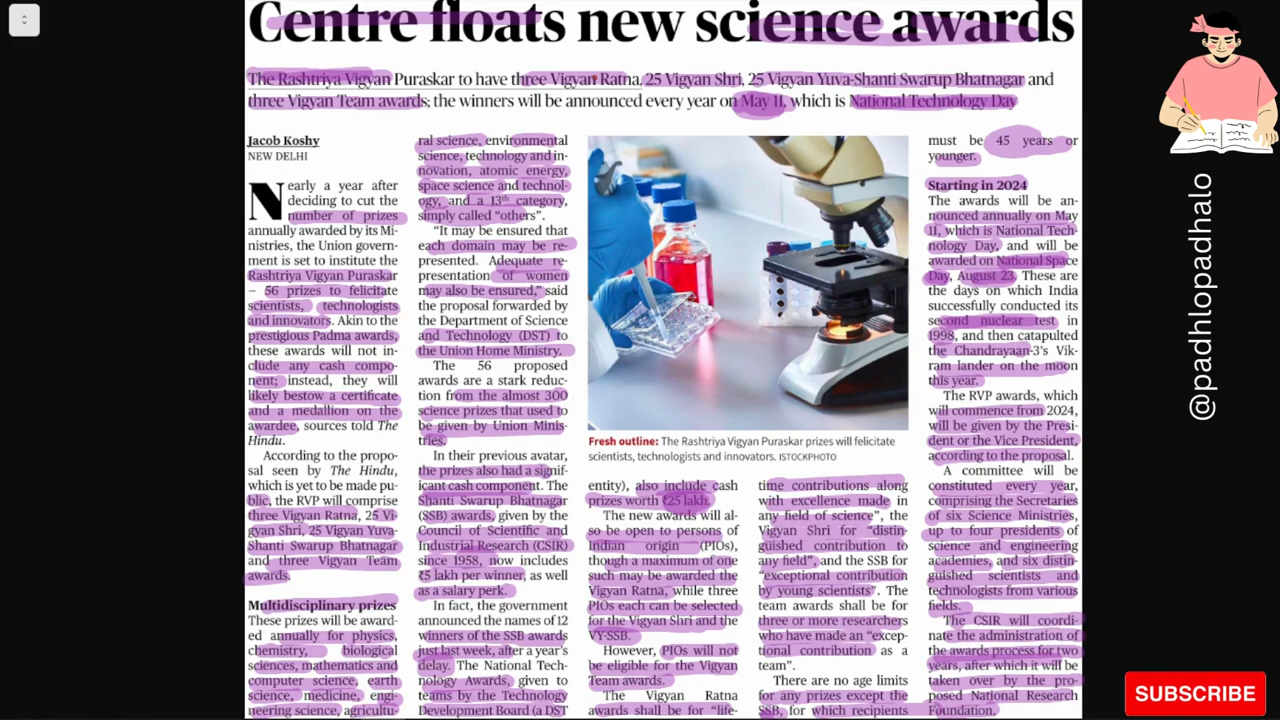 Centre floats new science awards
The Rashtriya Vigyan Puraskar to have three Vigyan Ratna, 25 Vigyan Shri, 25 Vigyan Yuva-Shanti Swarup Bhatnagar and
three Vigyan Team awards; the winners will be announced every year on May 11, which is National Technology Day
Jacob Koshy
NEW DELHI
Nearly a year after
deciding to cut the
number of prizes
annually awarded by its Mi-
nistries, the Union govern-
ment is set to institute the
Rashtriya Vigyan Puraskar
– 56 prizes to felicitate
scientists, technologists
and innovators. Akin to the
prestigious Padma awards,
these awards will not in-
clude any cash compo-
nent; instead, they will
likely bestow a certificate
and a medallion on the
awardee, sources told The
Hindu.
According to the propo-
sal seen by The Hindu,
which is yet to be made pu-
blic, the RVP will comprise
three Vigyan Ratna, 25 Vi-
gyan Shri, 25 Vigyan Yuva-
Shanti Swarup Bhatnagar
and three Vigyan Team
awards.
Multidisciplinary prizes
These prizes will be award-
ed annually for physics,
chemistry, biological
sciences, mathematics and
computer science, earth
science, medicine, engi-
neering science, agricultu-
ral science, environmental
science, technology and in-
novation, atomic energy,
space science and technol-
ogy, and a 13th category,
simply called “others”.
“It may be ensured that
each domain may be re-
presented. Adequate re-
presentation of women
may also be ensured,” said
the proposal forwarded by
the Department of Science
and Technology (DST) to
the Union Home Ministry.
The 56 proposed
awards are a stark reduc-
tion from the almost 300
science prizes that used to
be given by Union Minis-
tries.
In their previous avatar,
the prizes also had a signif-
icant cash component. The
Shanti Swarup Bhatnagar
(SSB) awards, given by the
Council of Scientific and
Industrial Research (CSIR)
since 1958, now includes
₹5 lakh per winner, as well
as a salary perk.
In fact, the government
announced the names of 12
winners of the SSB awards
just last week, after a year’s
delay. The National Tech-
nology Awards, given to
teams by the Technology
Development Board (a DST
Fresh outline: The Rashtriya Vigyan Puraskar prizes will felicitate
scientists, technologists and innovators. ISTOCKPHOTO
entity), also include cash
prizes worth ₹25 lakh.
The new awards will al-
so be open to persons of
Indian origin (PIOs),
though a maximum of one
such may be awarded the
Vigyan Ratna, while three
PIOs each can be selected
for the Vigyan Shri and the
VY-SSB.
However, PIOs will not
be eligible for the Vigyan
Team awards.
The Vigyan Ratna
awards shall be for “life-
time contributions along
with excellence made in
any field of science”, the
Vigyan Shri for “distin-
guished contribution to
any field”, and the SSB for
“exceptional contribution
by young scientists”. The
team awards shall be for
three or more researchers
who have made an “excep-
tional contribution as a
team”.
There are no age limits
for any prizes except the
SSB, for which recipients
must be 45 years or
younger.
Starting in 2024
The awards will be an-
nounced annually on May
11, which is National Tech-
nology Day, and will be
awarded on National Space
Day, August 23. These are
the days on which India
successfully conducted its
second nuclear test in
1998, and then catapulted
the Chandrayaan-3’s Vik-
ram lander on the moon
this year.
The RVP awards, which
will commence from 2024,
will be given by the Presi-
dent or the Vice President,
according to the proposal.
A committee will be
constituted every year,
comprising the Secretaries
of six Science Ministries,
up to four presidents of
science and engineering
academies, and six distin-
guished scientists and
technologists from various
fields.
The CSIR will coordi-
nate the administration of
the awards process for two
years, after which it will be
taken over by the pro-
posed National Research
Foundation.
@padhlopadhalo
SUBSCRIBE